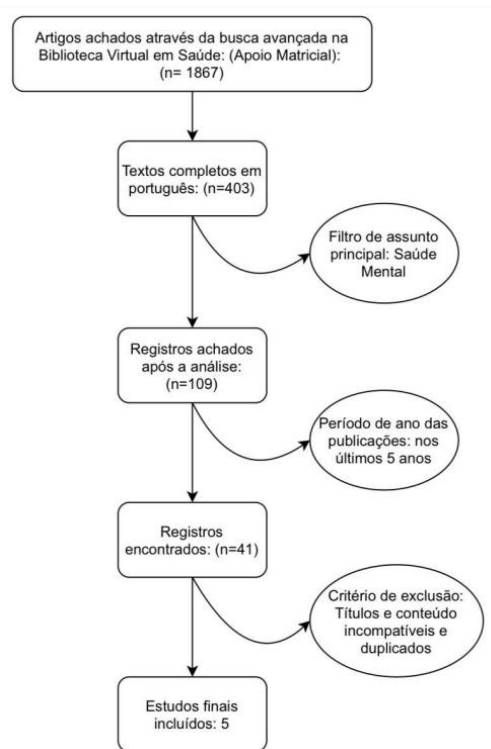 Artigos achados através da busca avançada na
Biblioteca Virtual em Saúde: (Apoio Matricial):
(n= 1867)
Textos completos em
português: (n=403)
Filtro de assunto
principal: Saúde
Mental
Registros achados
após a análise:
(n=109)
Período de ano das
publicações: nos
últimos 5 anos
Registros
encontrados: (n=41)
Critério de exclusão:
Títulos e conteúdo
incompatíveis e
duplicados
Estudos finais
incluídos: 5